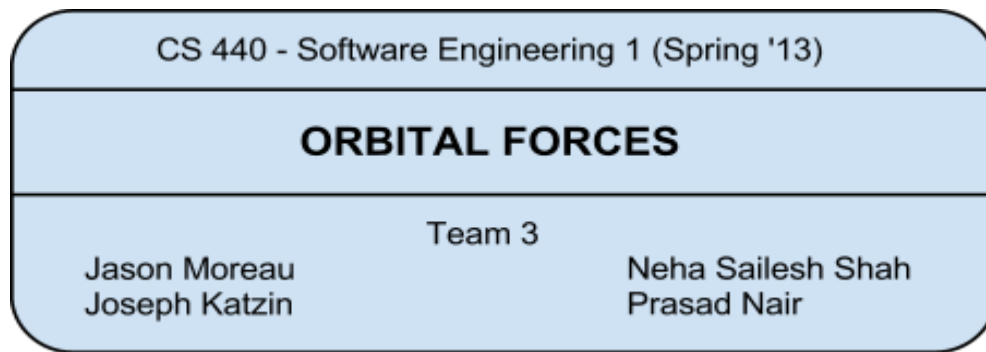 CS 440 - Software Engineering 1 (Spring '13)
ORBITAL FORCES
Team 3
Jason Moreau Neha Sailesh Shah
Joseph Katzin Prasad Nair